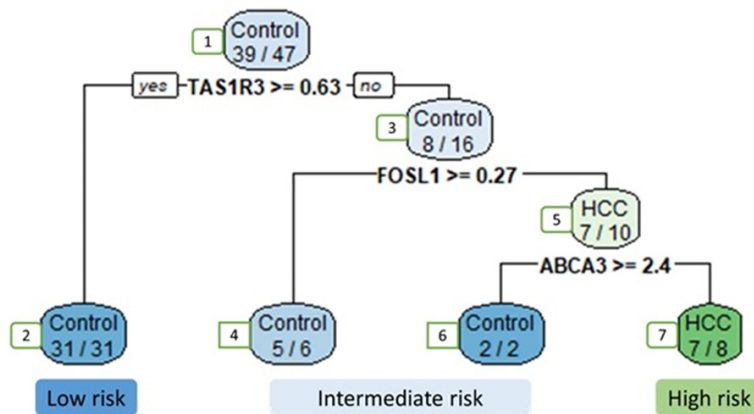 1
Control
39 / 47
yes
TAS1R3 >= 0.63
no
3
Control
8 / 16
FOSL1 >= 0.27
5
HCC
7 / 10
ABCA3 >= 2.4
2
Control
31 / 31
4
Control
5 / 6
6
Control
2 / 2
7
HCC
7 / 8
Low risk
Intermediate risk
High risk